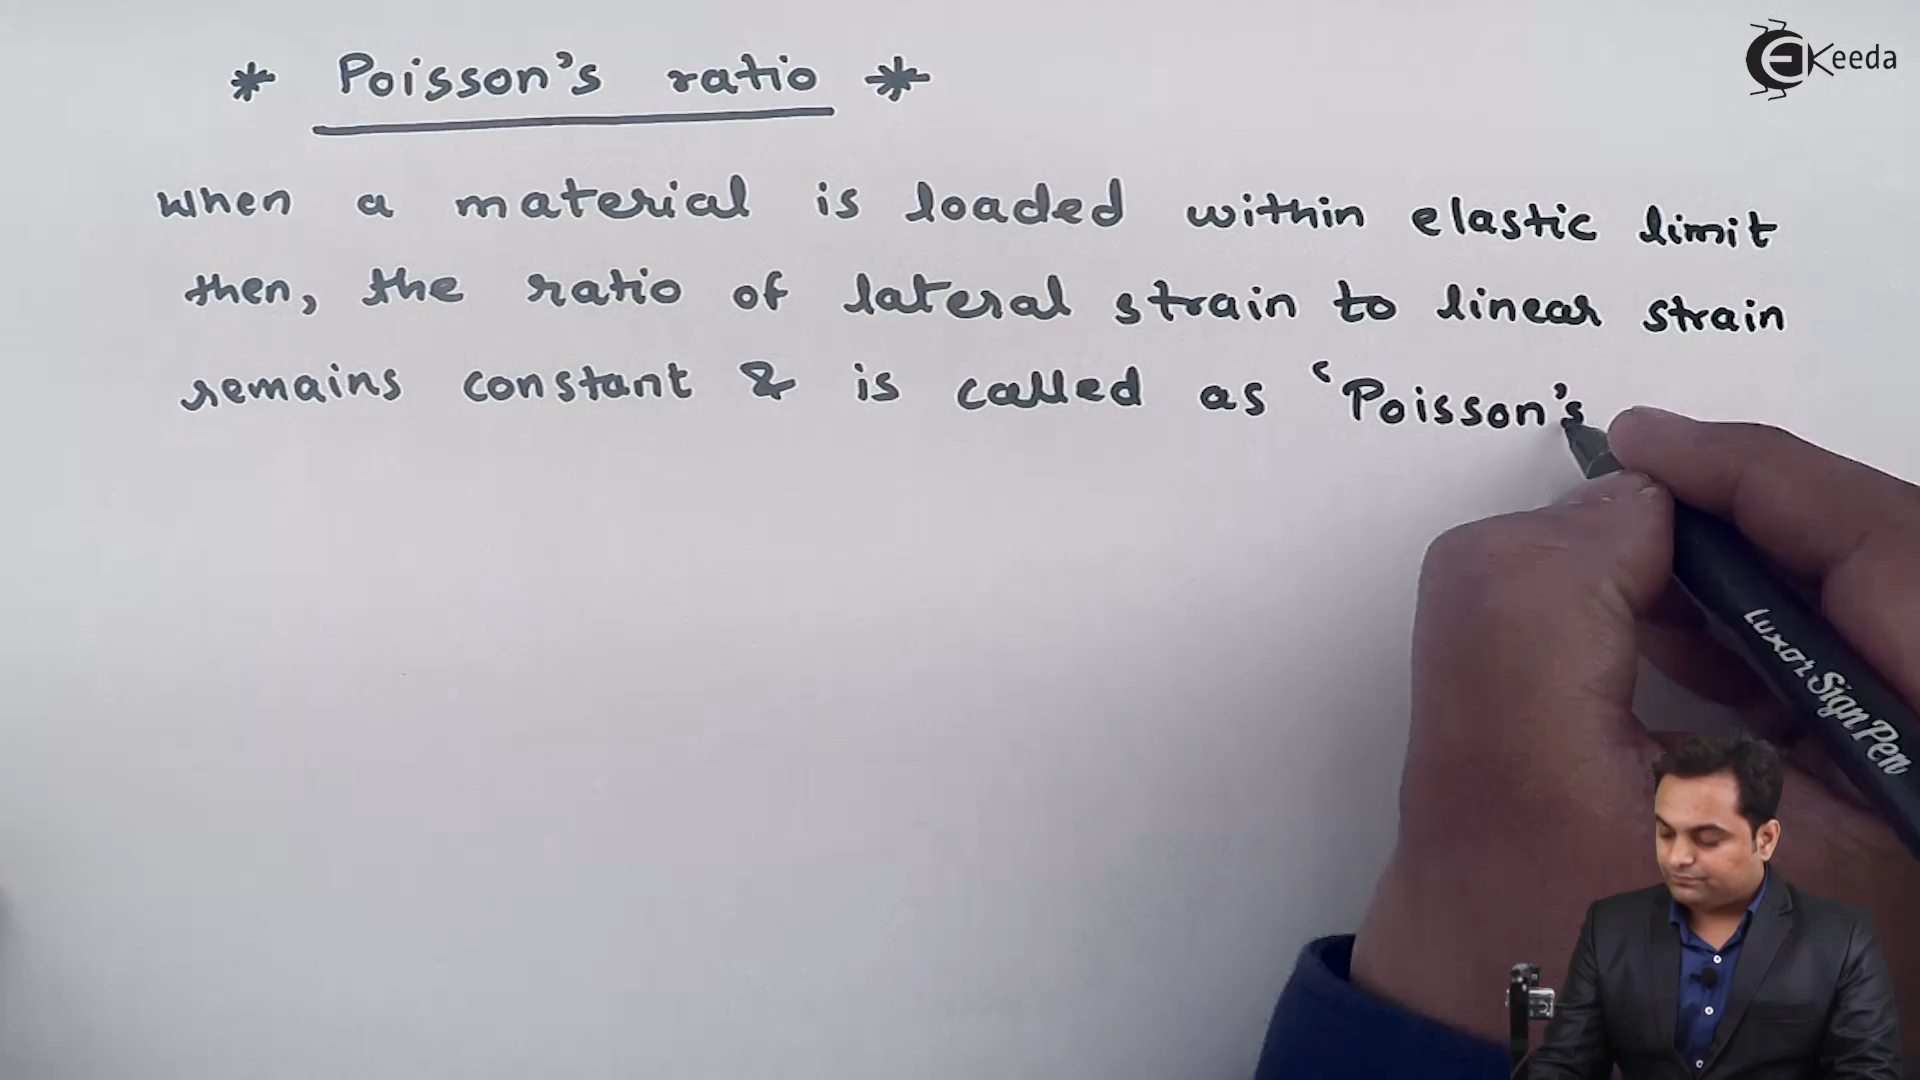 * Poisson's ratio *
when a material is loaded within elastic limit
then, the ratio of lateral strain to linear strain
remains constant & is called as ‘Poisson's
EKeeda
Luxor Sign Pen